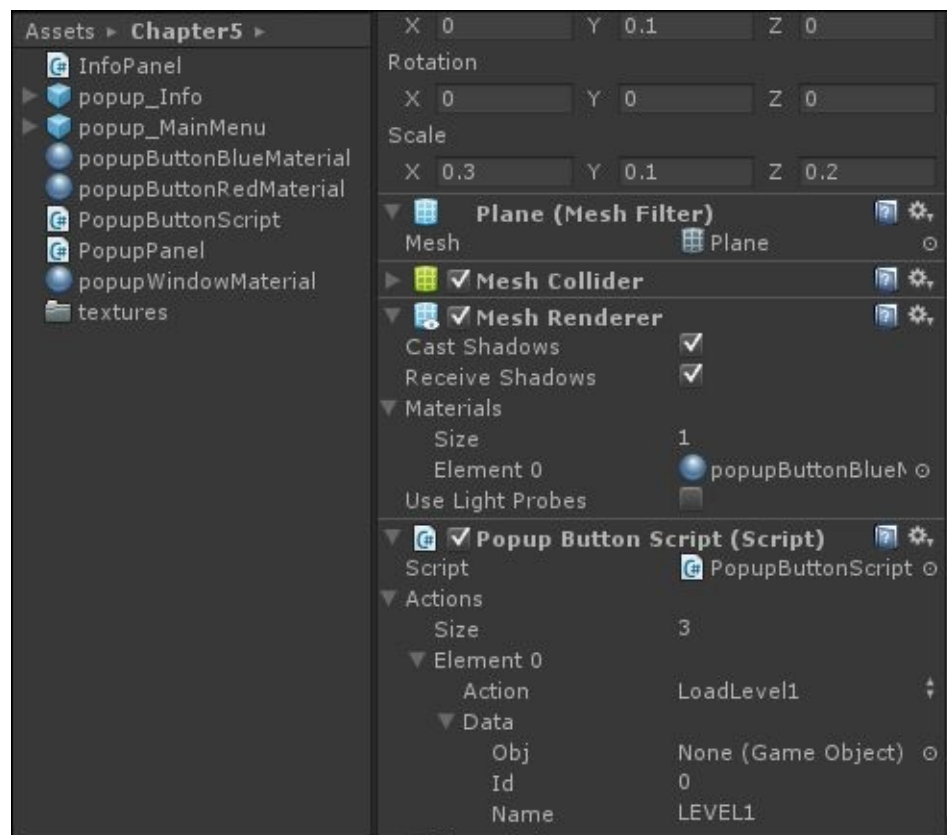 Assets ▸ Chapter5 ▸
InfoPanel
popup_Info
popup_MainMenu
popupButtonBlueMaterial
popupButtonRedMaterial
PopupButtonScript
PopupPanel
popupWindowMaterial
textures
X 0 Y 0.1 Z 0
Rotation
X 0 Y 0 Z 0
Scale
X 0.3 Y 0.1 Z 0.2
Plane (Mesh Filter)
Mesh Plane
Mesh Collider
Mesh Renderer
Cast Shadows
Receive Shadows
Materials
Size 1
Element 0 popupButtonBlueM
Use Light Probes
Popup Button Script (Script)
Script PopupButtonScript
Actions
Size 3
Element 0
Action LoadLevel1
Data
Obj None (Game Object)
Id 0
Name LEVEL1